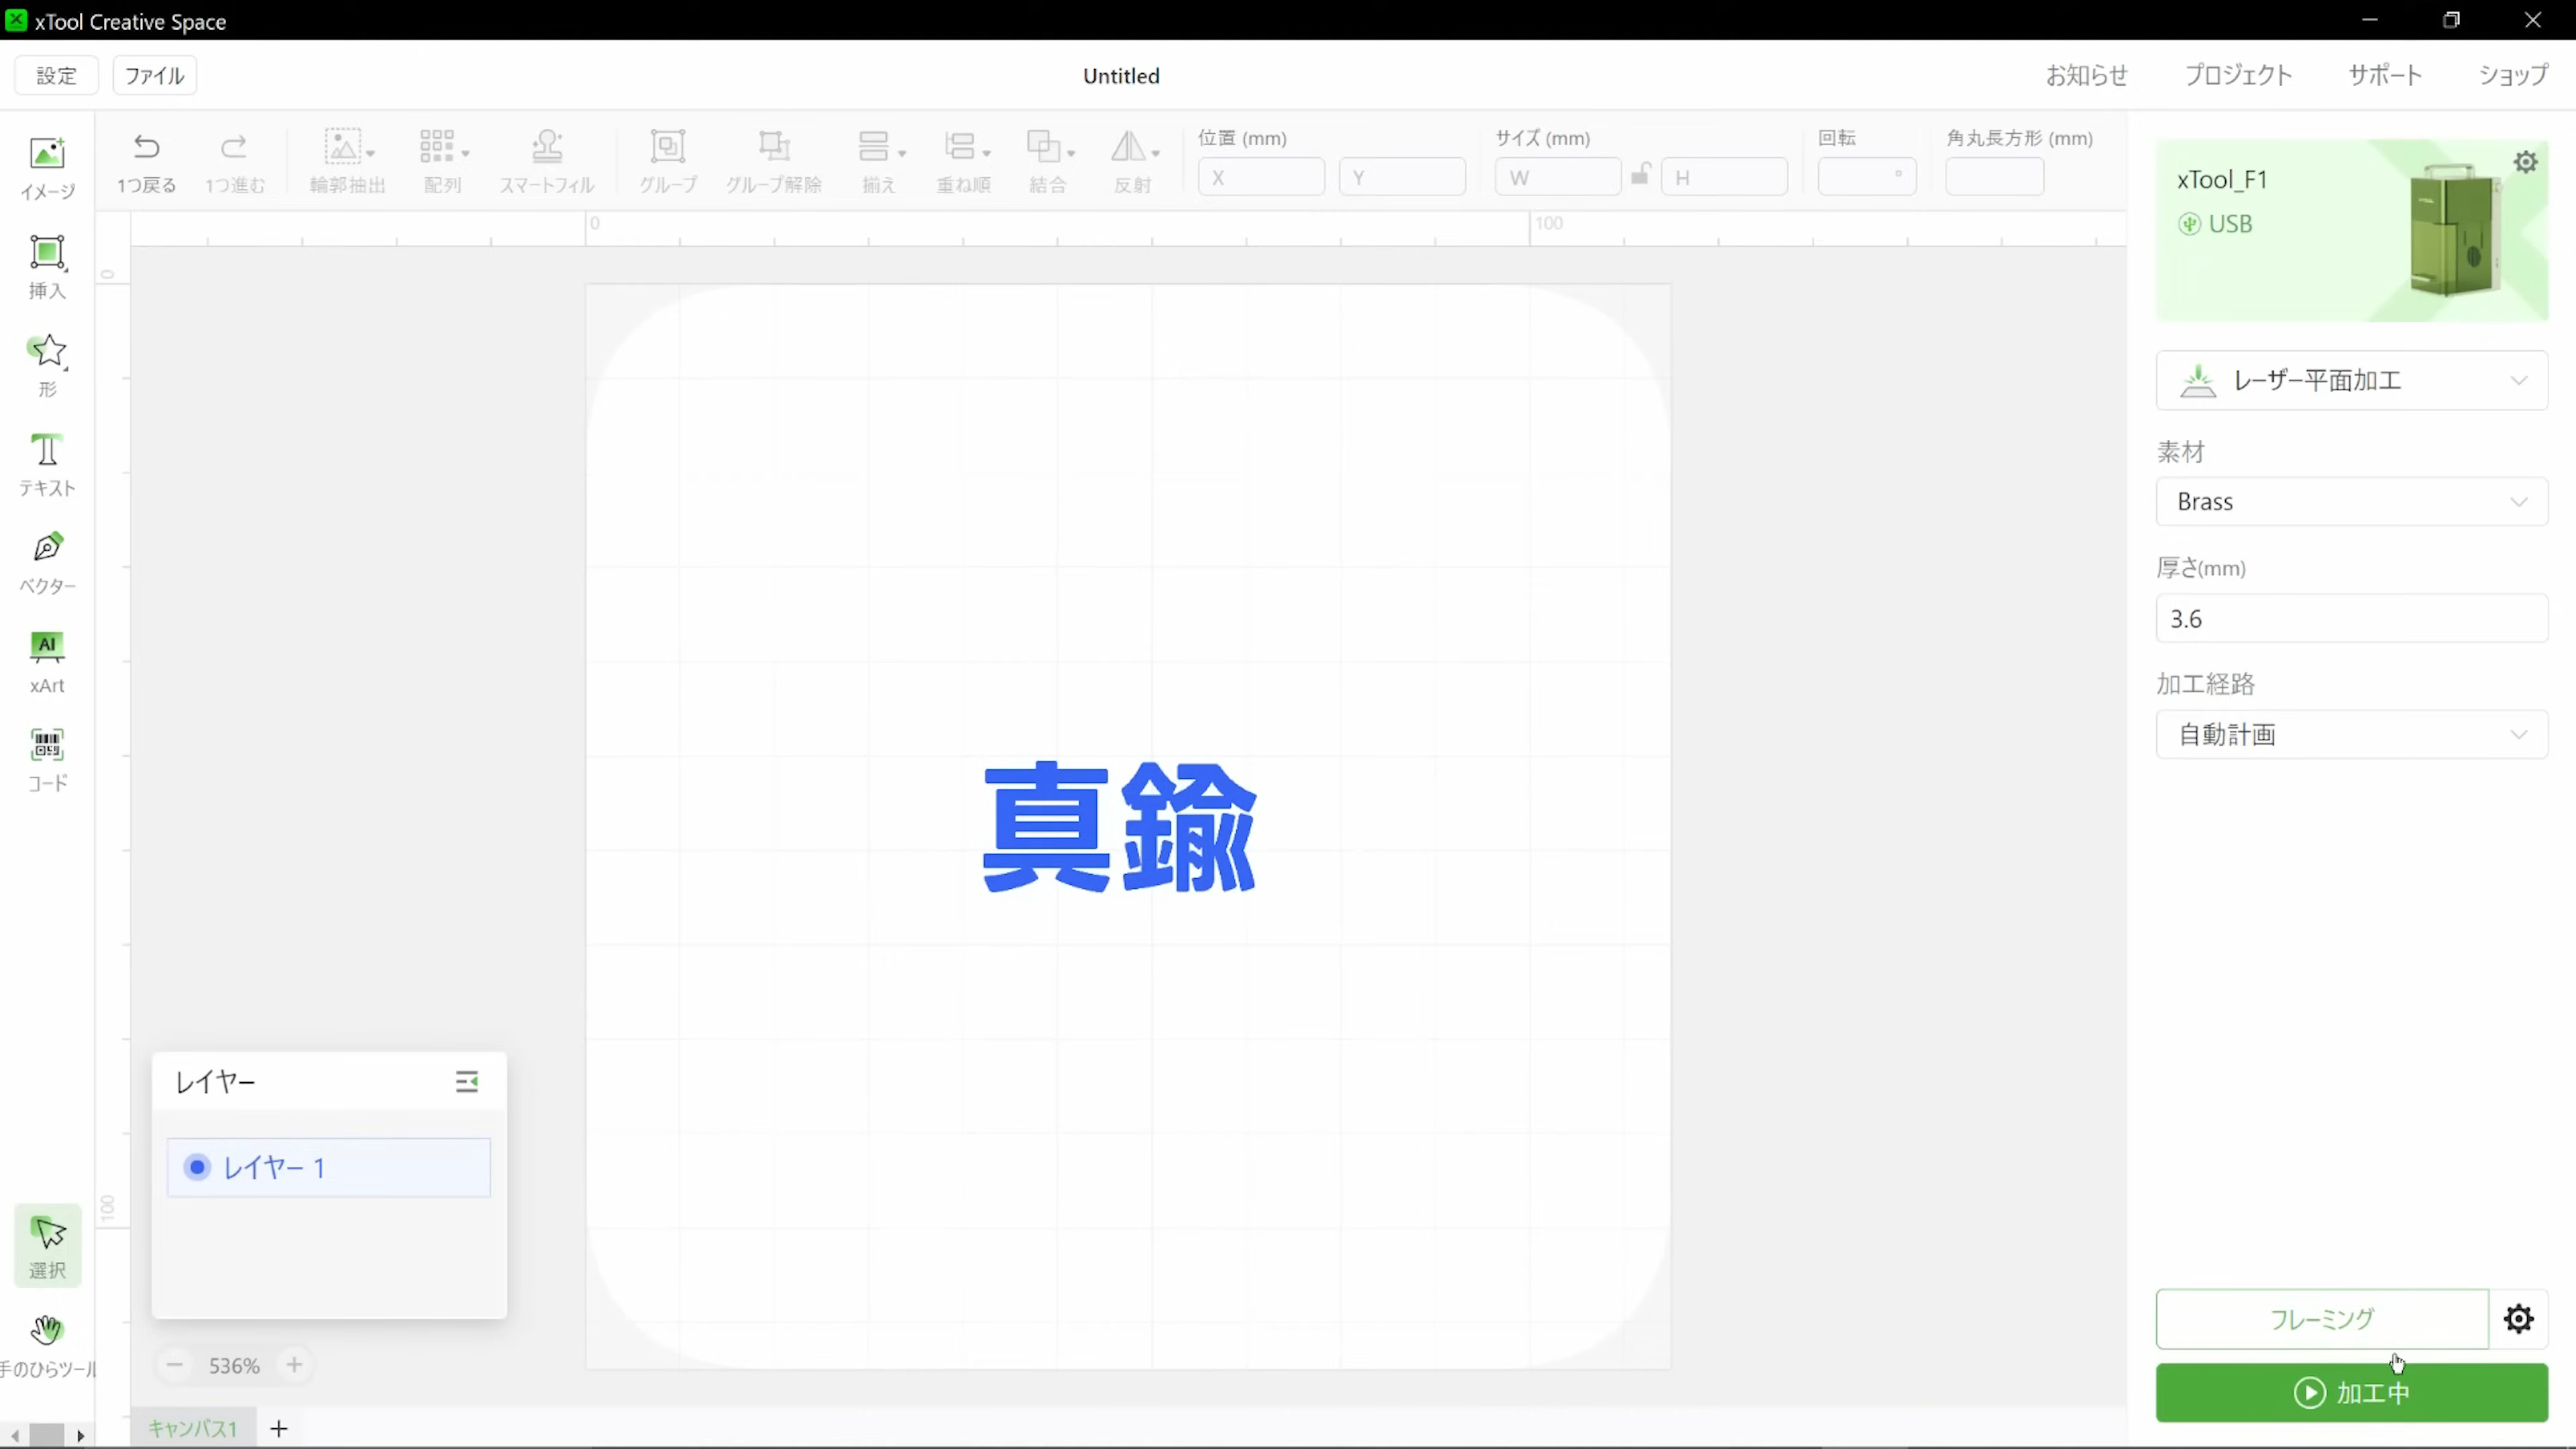 xTool Creative Space
設定
ファイル
Untitled
お知らせ
プロジェクト
サポート
ショップ
1つ戻る
1つ進む
輪郭抽出
配列
スマートフィル
グループ
グループ解除
揃え
重ね順
結合
反射
位置 (mm)
X
Y
サイズ (mm)
W
H
回転
°
角丸長方形 (mm)
イメージ
挿入
形
テキスト
ベクター
AI
xArt
コード
選択
手のひらツール
0
100
0
100
真鍮
レイヤー
レイヤー 1
536%
キャンバス1
xTool_F1
USB
レーザー平面加工
素材
Brass
厚さ(mm)
3.6
加工経路
自動計画
フレーミング
加工中